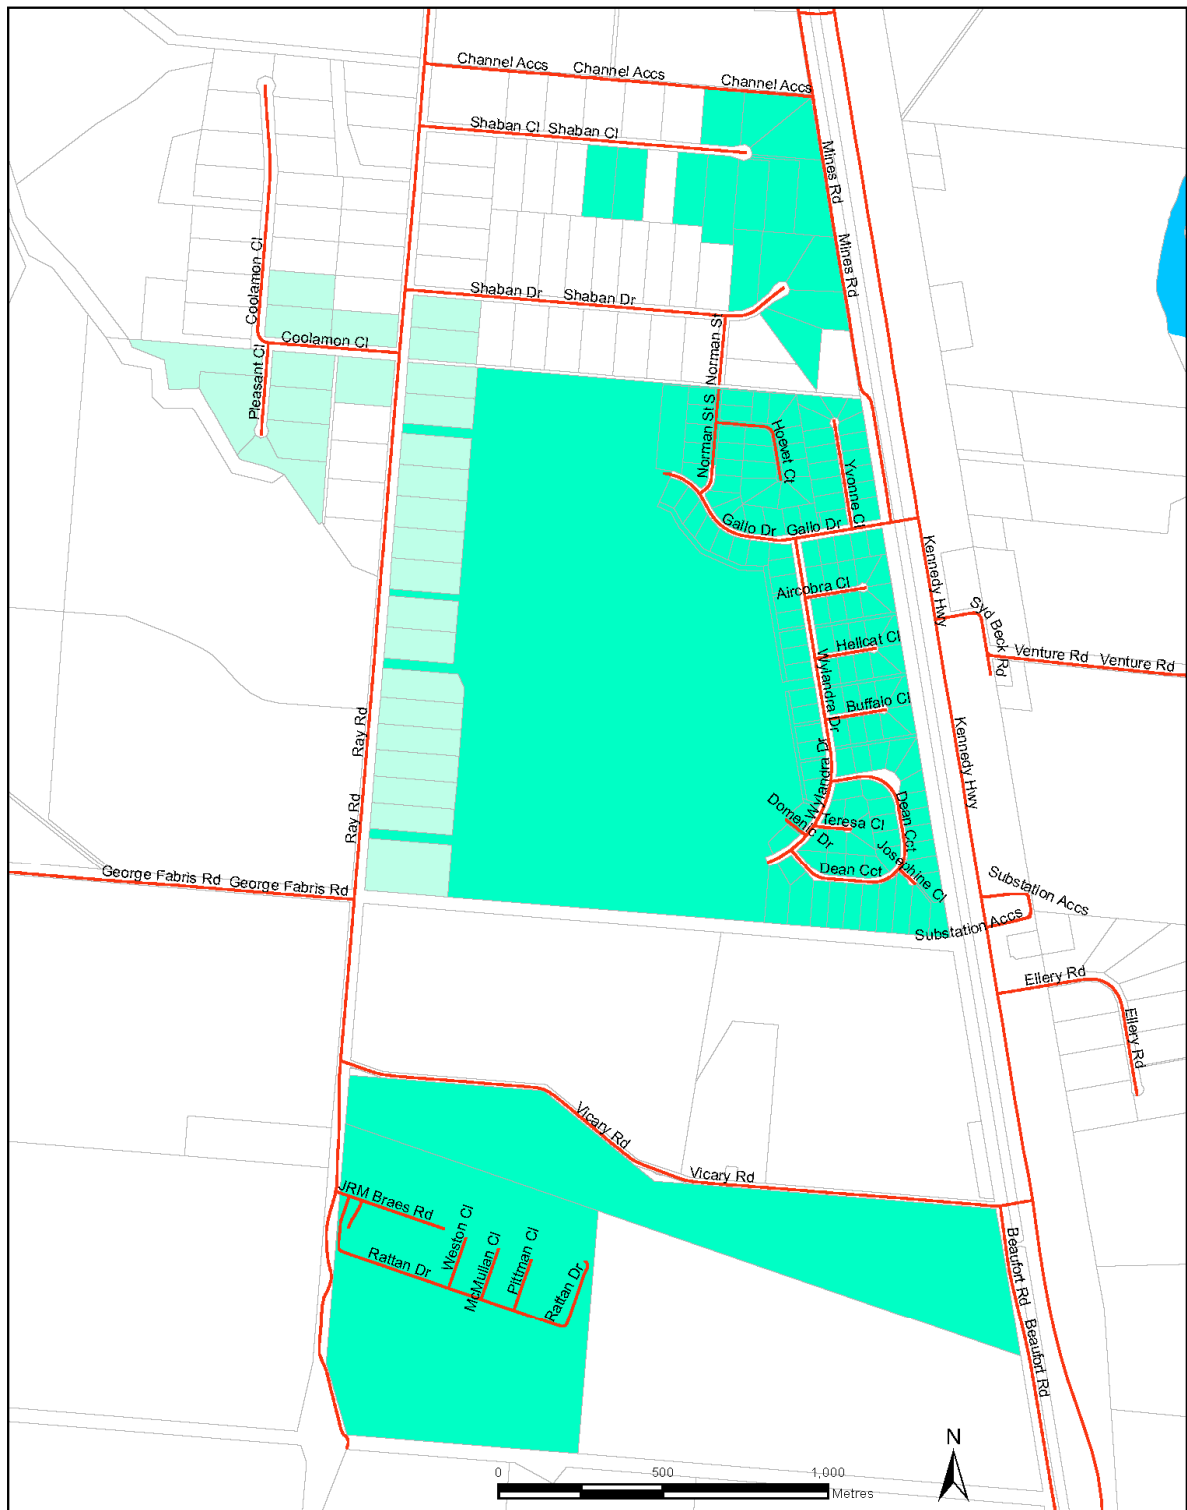 Channel Accs
Channel Accs
Channel Accs
Shaban Cl
Shaban Cl
Mines Rd
Mines Rd
Coolamon Cl
Shaban Dr
Shaban Dr
Coolamon Cl
Norman St
Pleasant Cl
Norman St S
Hoevet Ct
Yvonne Cl
Gallo Dr
Gallo Dr
Kennedy Hwy
Aircobra Cl
Syd Beck Rd
Hellcat Cl
Venture Rd
Venture Rd
Wylandra Dr
Buffalo Cl
Ray Rd
Kennedy Hwy
Wylandra Dr
Ray Rd
Domenic Dr
Teresa Cl
Dean Cct
Dean Cct
Josephine Cl
George Fabris Rd
George Fabris Rd
Substation Accs
Substation Accs
Ellery Rd
Ellery Rd
Vicary Rd
Vicary Rd
JRM Braes Rd
Weston Cl
McMullan Cl
Pittman Cl
Rattan Dr
Rattan Dr
Beaufort Rd
Beaufort Rd
N
0
500
1,000
Metres